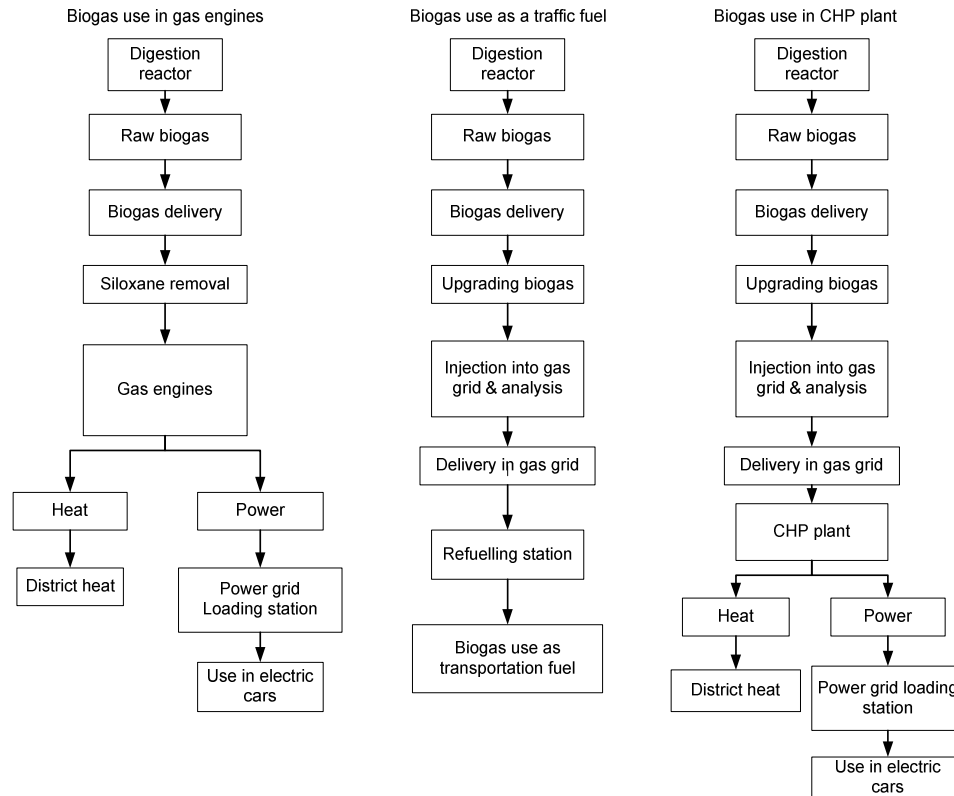 Biogas use in gas engines
Digestion
reactor
Raw biogas
Biogas delivery
Siloxane removal
Gas engines
Heat
Power
District heat
Power grid
Loading station
Use in electric
cars
Biogas use as a traffic fuel
Digestion
reactor
Raw biogas
Biogas delivery
Upgrading biogas
Injection into gas
grid & analysis
Delivery in gas grid
Refuelling station
Biogas use as
transportation fuel
Biogas use in CHP plant
Digestion
reactor
Raw biogas
Biogas delivery
Upgrading biogas
Injection into gas
grid & analysis
Delivery in gas grid
CHP plant
Heat
Power
District heat
Power grid loading
station
Use in electric
cars